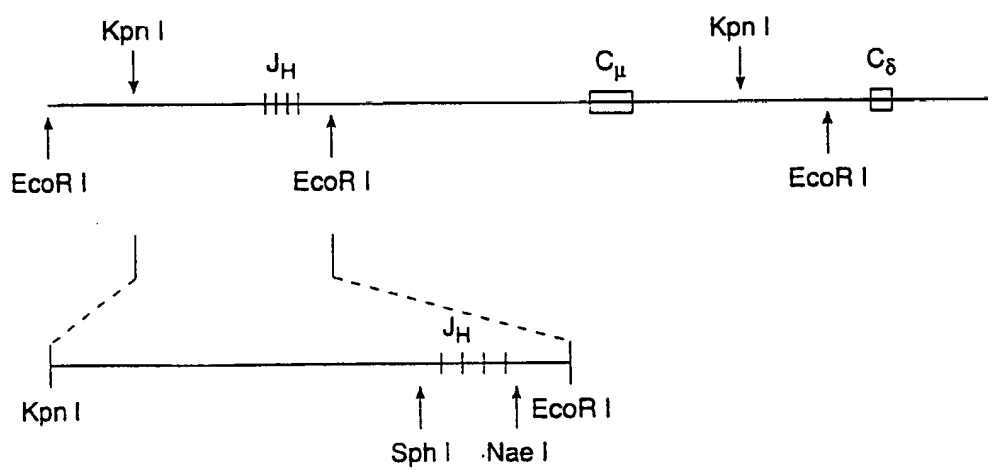 Kpn I
Kpn I
J_H
C_μ
C_δ
EcoR I
EcoR I
EcoR I
J_H
Kpn I
EcoR I
Sph I
Nae I